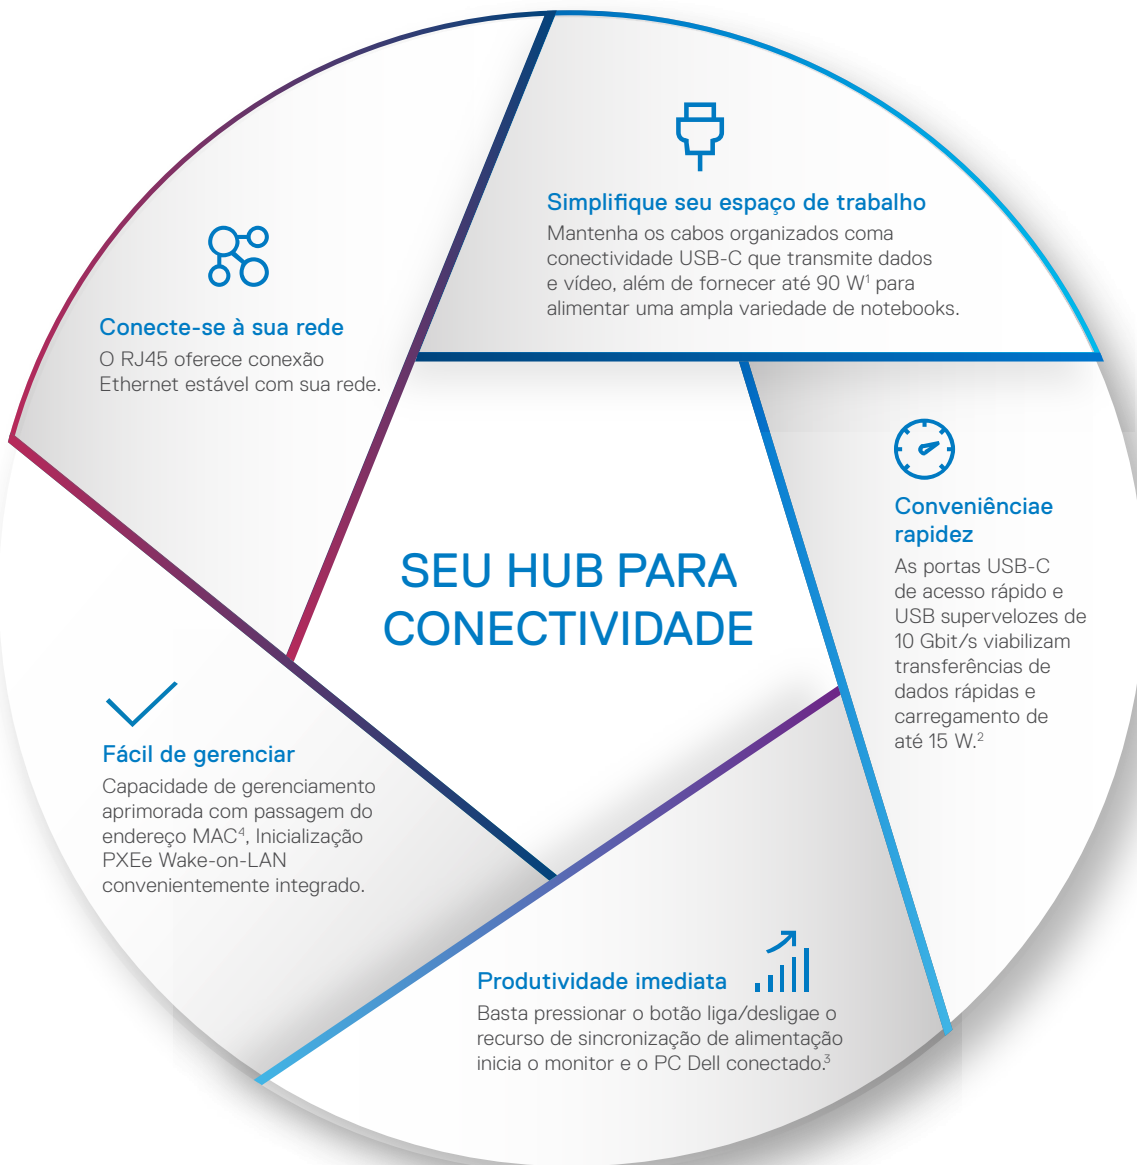 Simplifique seu espaço de trabalho
Mantenha os cabos organizados coma
conectividade USB-C que transmite dados
e vídeo, além de fornecer até 90 W¹ para
alimentar uma ampla variedade de notebooks.
Conecte-se à sua rede
O RJ45 oferece conexão
Ethernet estável com sua rede.
Conveniênciae
rapidez
As portas USB-C
de acesso rápido e
USB supervelozes de
10 Gbit/s viabilizam
transferências de
dados rápidas e
carregamento de
até 15 W.²
SEU HUB PARA
CONECTIVIDADE
Fácil de gerenciar
Capacidade de gerenciamento
aprimorada com passagem do
endereço MAC⁴, Inicialização
PXEe Wake-on-LAN
convenientemente integrado.
Produtividade imediata
Basta pressionar o botão liga/desligae o
recurso de sincronização de alimentação
inicia o monitor e o PC Dell conectado.³